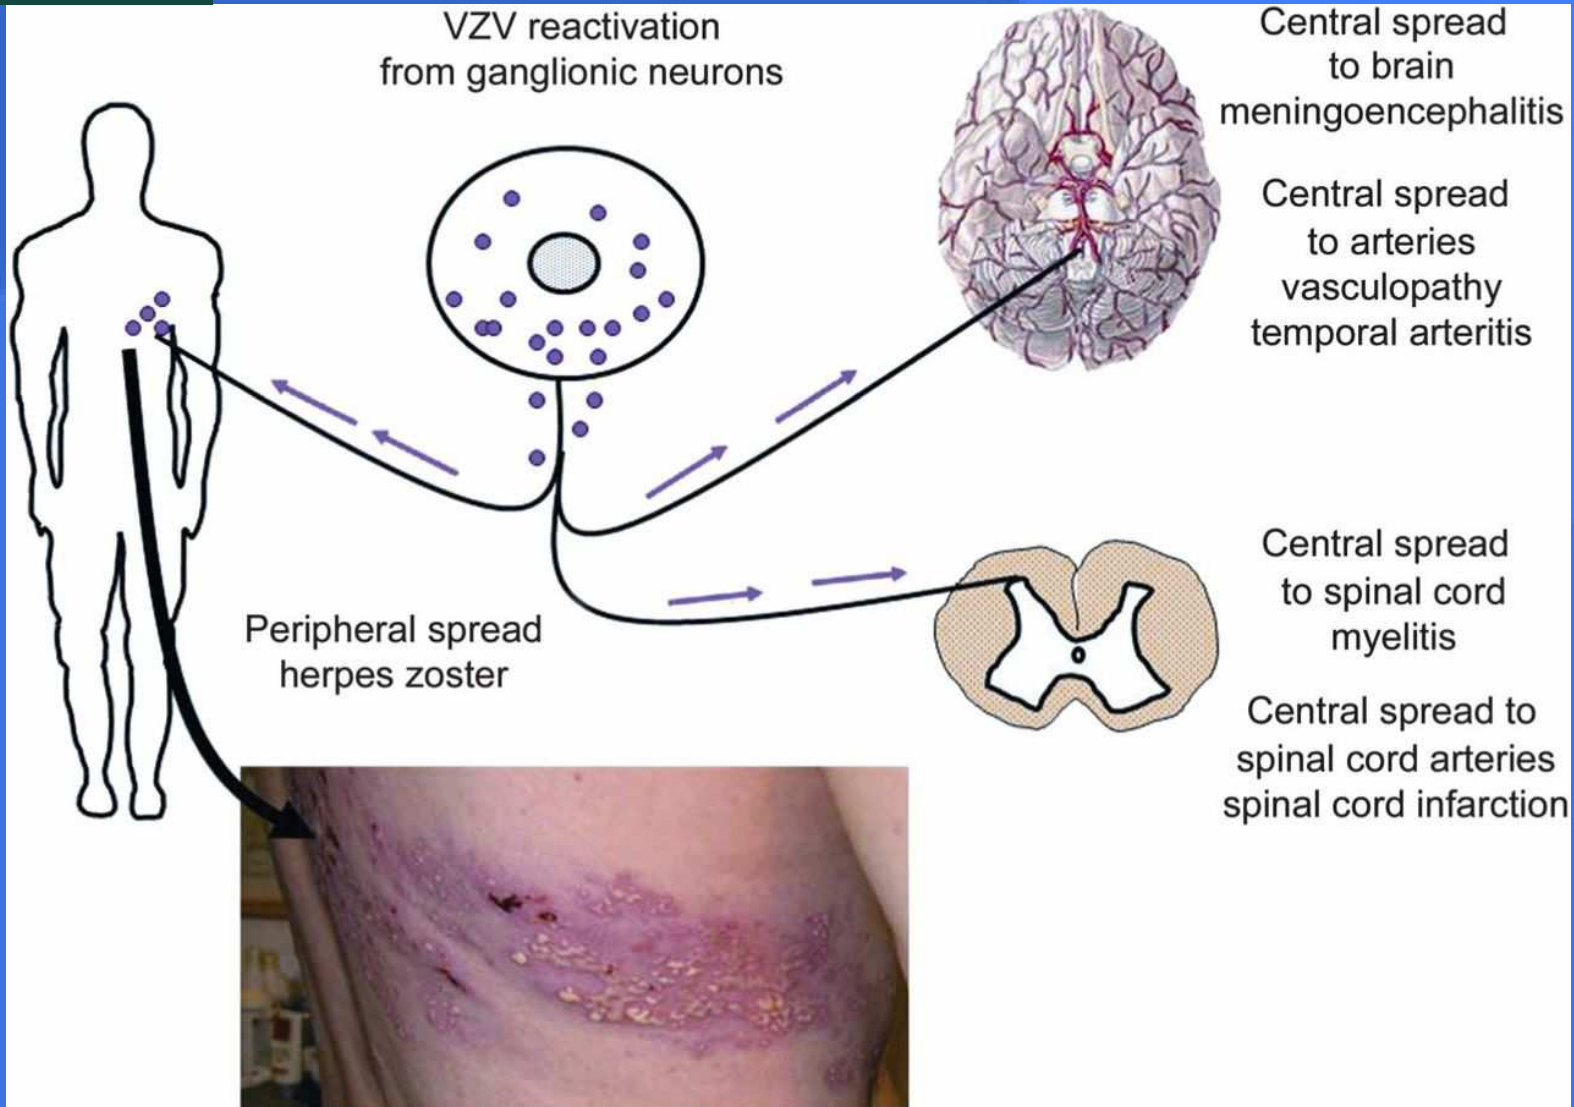 VZV reactivation
from ganglionic neurons
Central spread
to brain
meningoencephalitis
Central spread
to arteries
vasculopathy
temporal arteritis
Peripheral spread
herpes zoster
Central spread
to spinal cord
myelitis
Central spread to
spinal cord arteries
spinal cord infarction